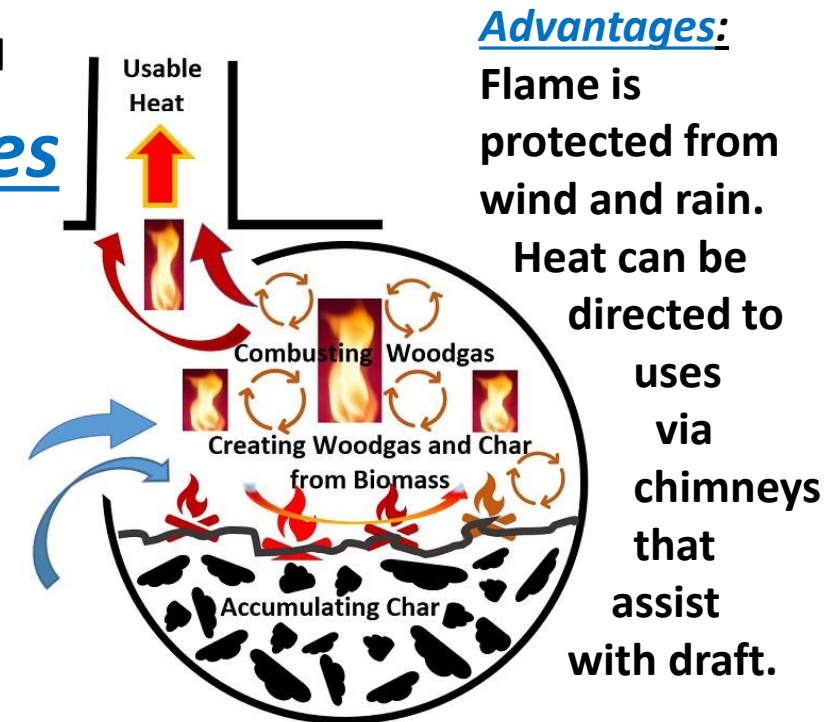 es
Usable
Heat
Combusting Woodgas
Creating Woodgas and Char
from Biomass
Accumulating Char
Advantages:
Flame is
protected from
wind and rain.
Heat can be
directed to
uses
via
chimneys
that
assist
with draft.